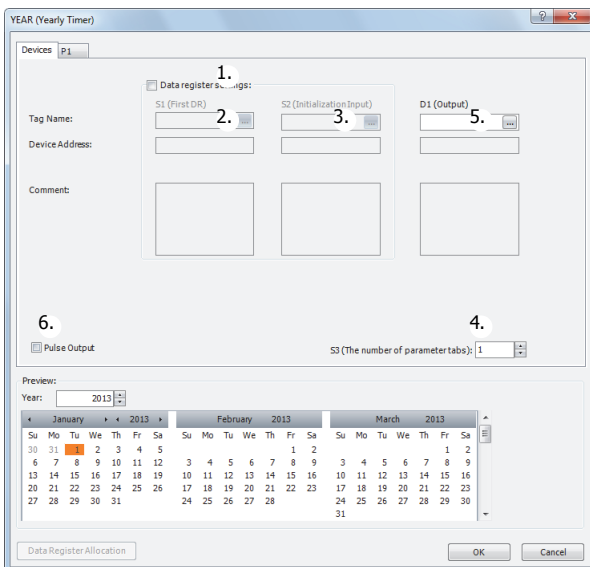 YEAR (Yearly Timer)
Devices P1
1.
Data register settings:
S1 (First DR) S2 (Initialization Input) D1 (Output)
Tag Name: 2. ... 3. ... 5. ...
Device Address:
Comment:
6. 4.
Pulse Output S3 (The number of parameter tabs): 1
Preview:
Year: 2013
January 2013 February 2013 March 2013
Su Mo Tu We Th Fr Sa Su Mo Tu We Th Fr Sa Su Mo Tu We Th Fr Sa
30 31 1 2 3 4 5 1 2 1 2
6 7 8 9 10 11 12 3 4 5 6 7 8 9 3 4 5 6 7 8 9
13 14 15 16 17 18 19 10 11 12 13 14 15 16 10 11 12 13 14 15 16
20 21 22 23 24 25 26 17 18 19 20 21 22 23 17 18 19 20 21 22 23
27 28 29 30 31 24 25 26 27 28 24 25 26 27 28 29 30
31
Data Register Allocation OK Cancel